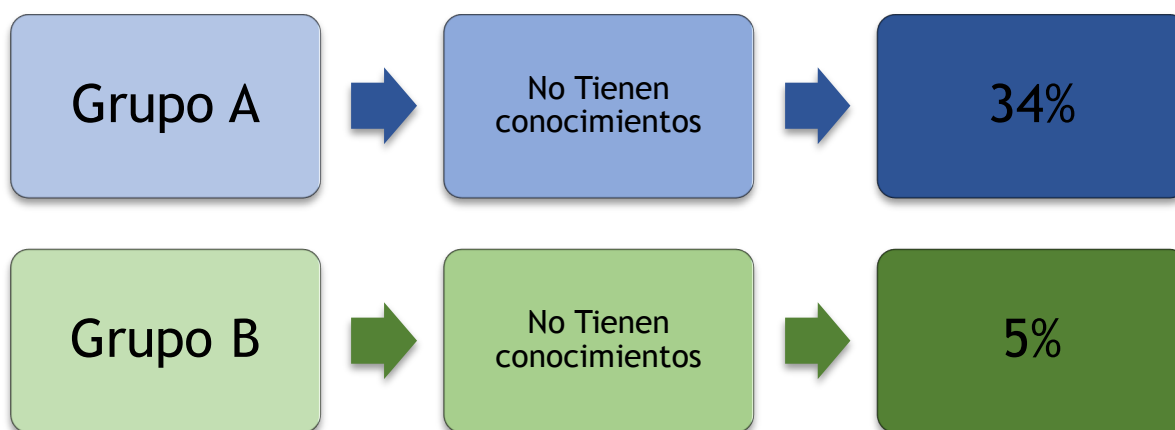 Grupo A
No Tienen
conocimientos
34%
Grupo B
No Tienen
conocimientos
5%